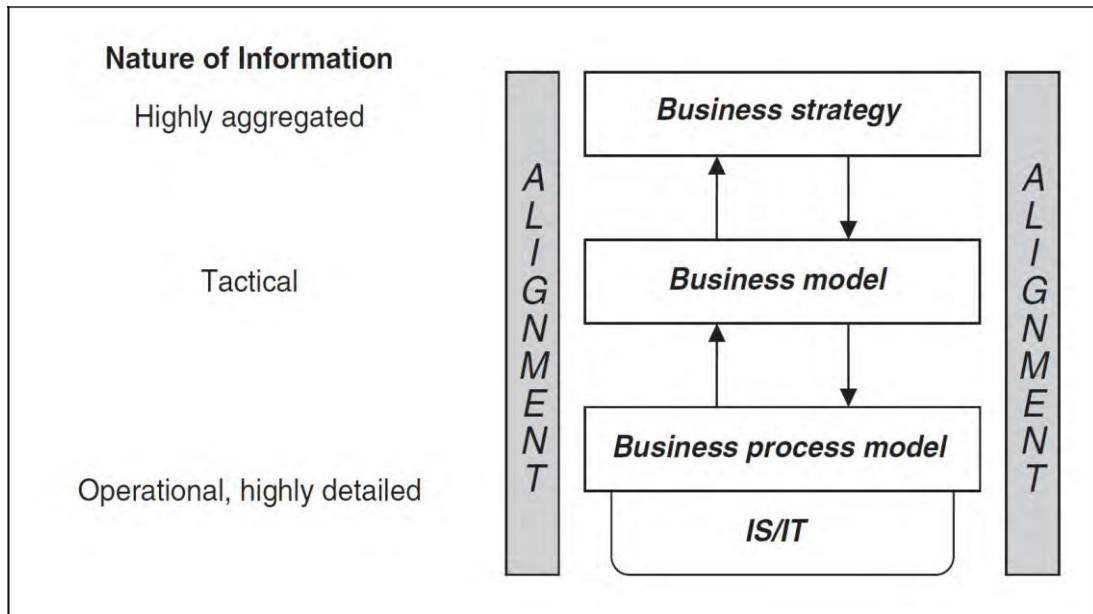 Nature of Information
Highly aggregated
Tactical
Operational, highly detailed
ALIGNMENT
Business strategy
Business model
Business process model
IS/IT
ALIGNMENT